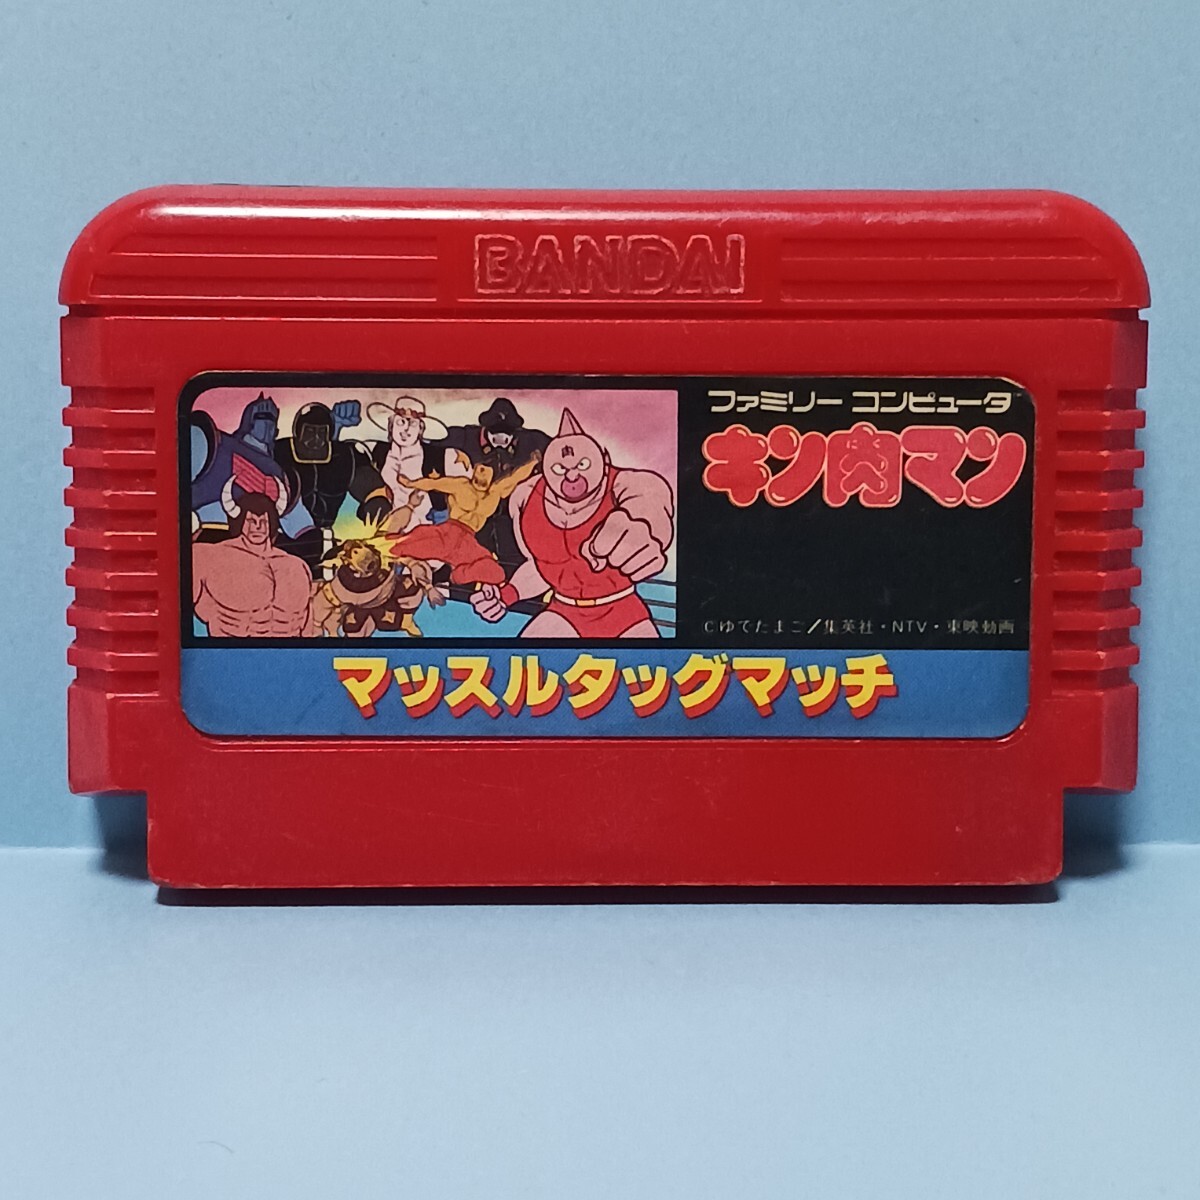 BANDAI
ファミリー コンピュータ
キン肉マン
肉
©ゆでたまご/集英社・NTV・東映動画
マッスルタッグマッチ